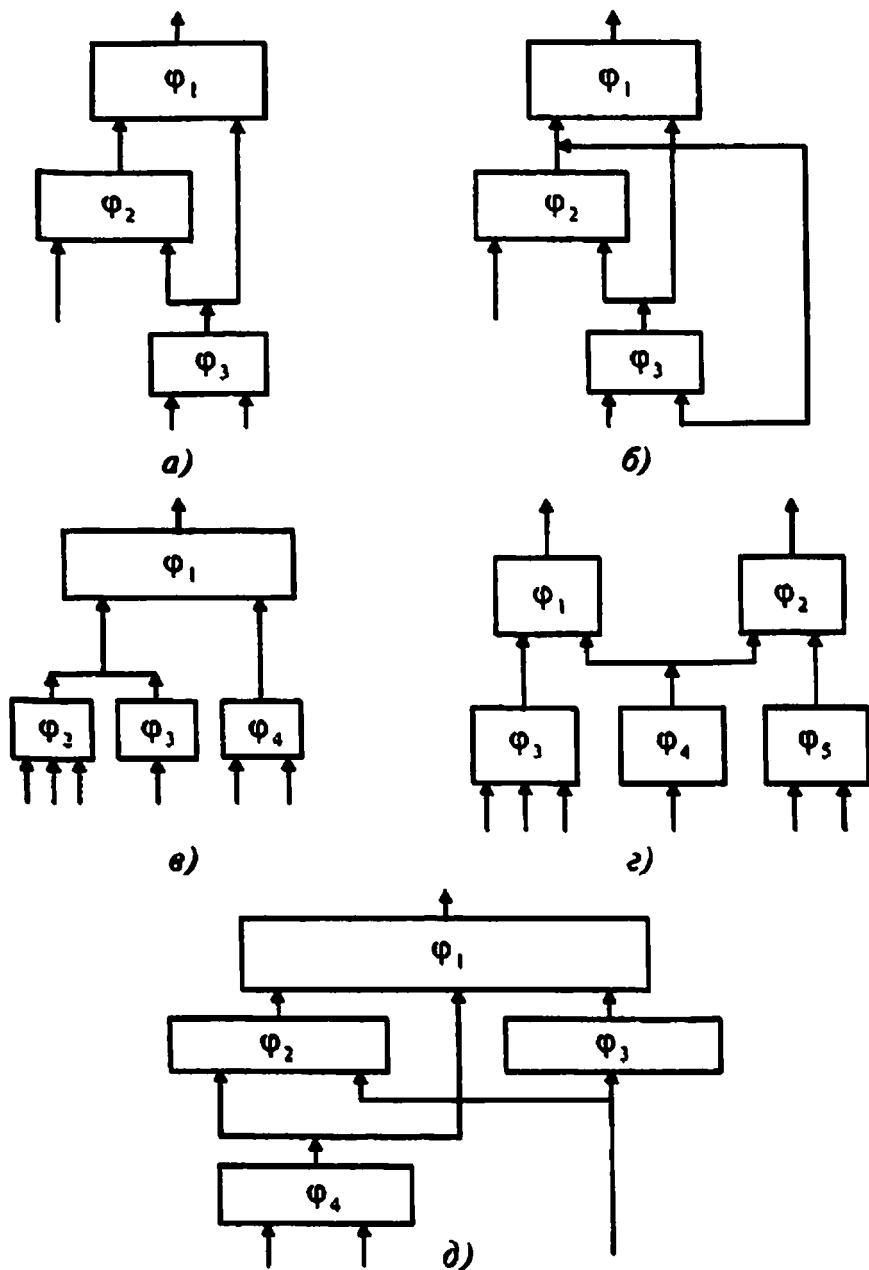 φ₁ φ₁
φ₂ φ₂
φ₃ φ₃
а) б)
φ₁
φ₁ φ₂
φ₂ φ₃ φ₄ φ₃ φ₄ φ₅
в) г)
φ₁
φ₂ φ₃
φ₄
д)